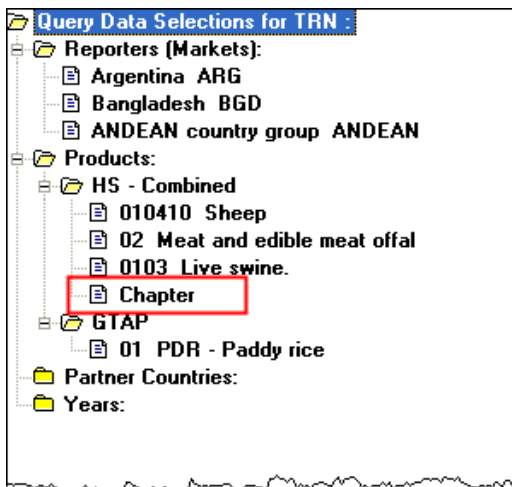 Query Data Selections for TRN :
Reporters (Markets):
Argentina ARG
Bangladesh BGD
ANDEAN country group ANDEAN
Products:
HS - Combined
010410 Sheep
02 Meat and edible meat offal
0103 Live swine.
Chapter
GTAP
01 PDR - Paddy rice
Partner Countries:
Years: